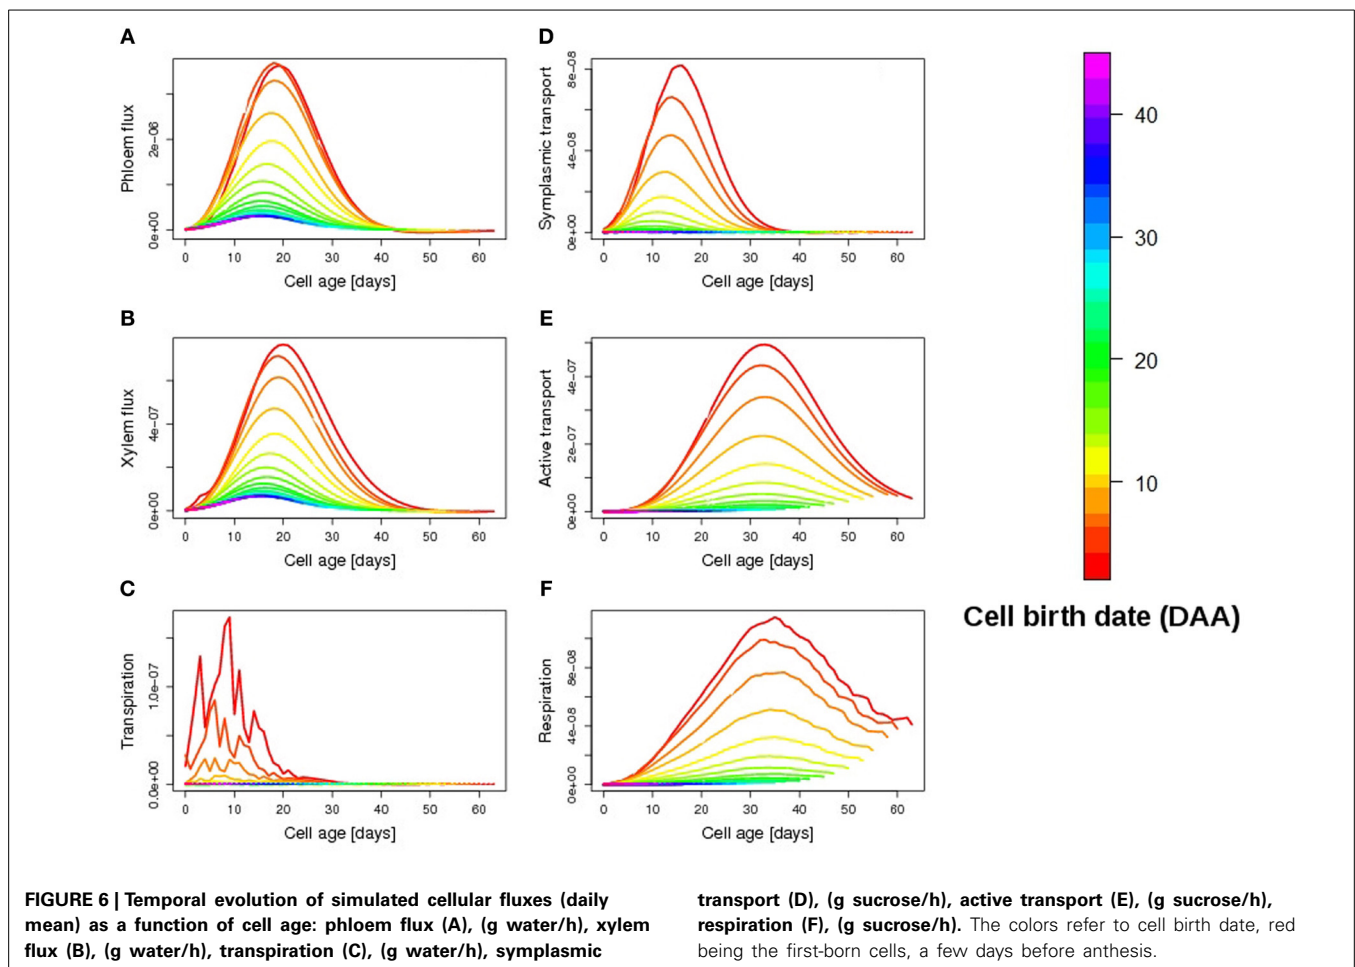 A
Phloem flux
0e+00
2e−06
0 10 20 30 40 50 60
Cell age [days]
D
Symplasmic transport
0e+00
4e−08
8e−08
0 10 20 30 40 50 60
Cell age [days]
B
Xylem flux
0e+00
4e−07
0 10 20 30 40 50 60
Cell age [days]
E
Active transport
0e+00
2e−07
4e−07
0 10 20 30 40 50 60
Cell age [days]
C
Transpiration
0.0e+00
1.0e−07
0 10 20 30 40 50 60
Cell age [days]
F
Respiration
0e+00
4e−08
8e−08
0 10 20 30 40 50 60
Cell age [days]
40
30
20
10
Cell birth date (DAA)
FIGURE 6 | Temporal evolution of simulated cellular fluxes (daily
mean) as a function of cell age: phloem flux (A), (g water/h), xylem
flux (B), (g water/h), transpiration (C), (g water/h), symplasmic
transport (D), (g sucrose/h), active transport (E), (g sucrose/h),
respiration (F), (g sucrose/h). The colors refer to cell birth date, red
being the first-born cells, a few days before anthesis.